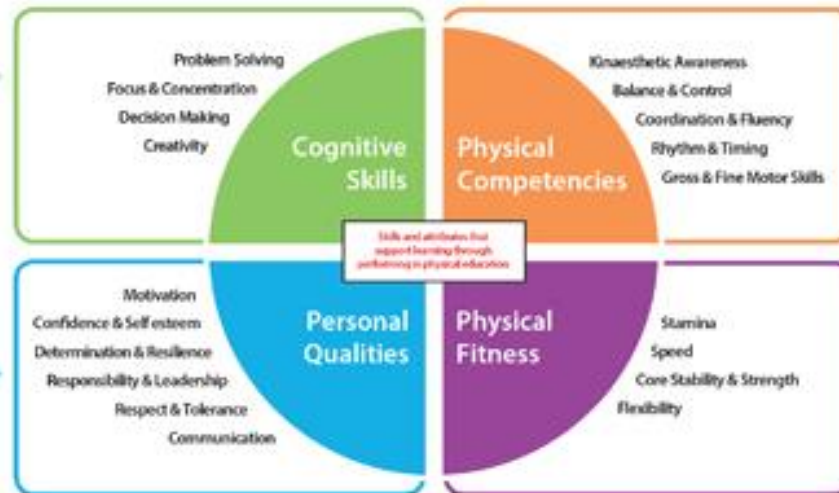 Problem Solving
Focus & Concentration
Decision Making
Creativity
Cognitive
Skills
Kinaesthetic Awareness
Balance & Control
Coordination & Fluency
Rhythm & Timing
Gross & Fine Motor Skills
Physical
Competencies
Skills and attributes that
support learning through
performing in physical education
Motivation
Confidence & Self esteem
Determination & Resilience
Responsibility & Leadership
Respect & Tolerance
Communication
Personal
Qualities
Physical
Fitness
Stamina
Speed
Core Stability & Strength
Flexibility